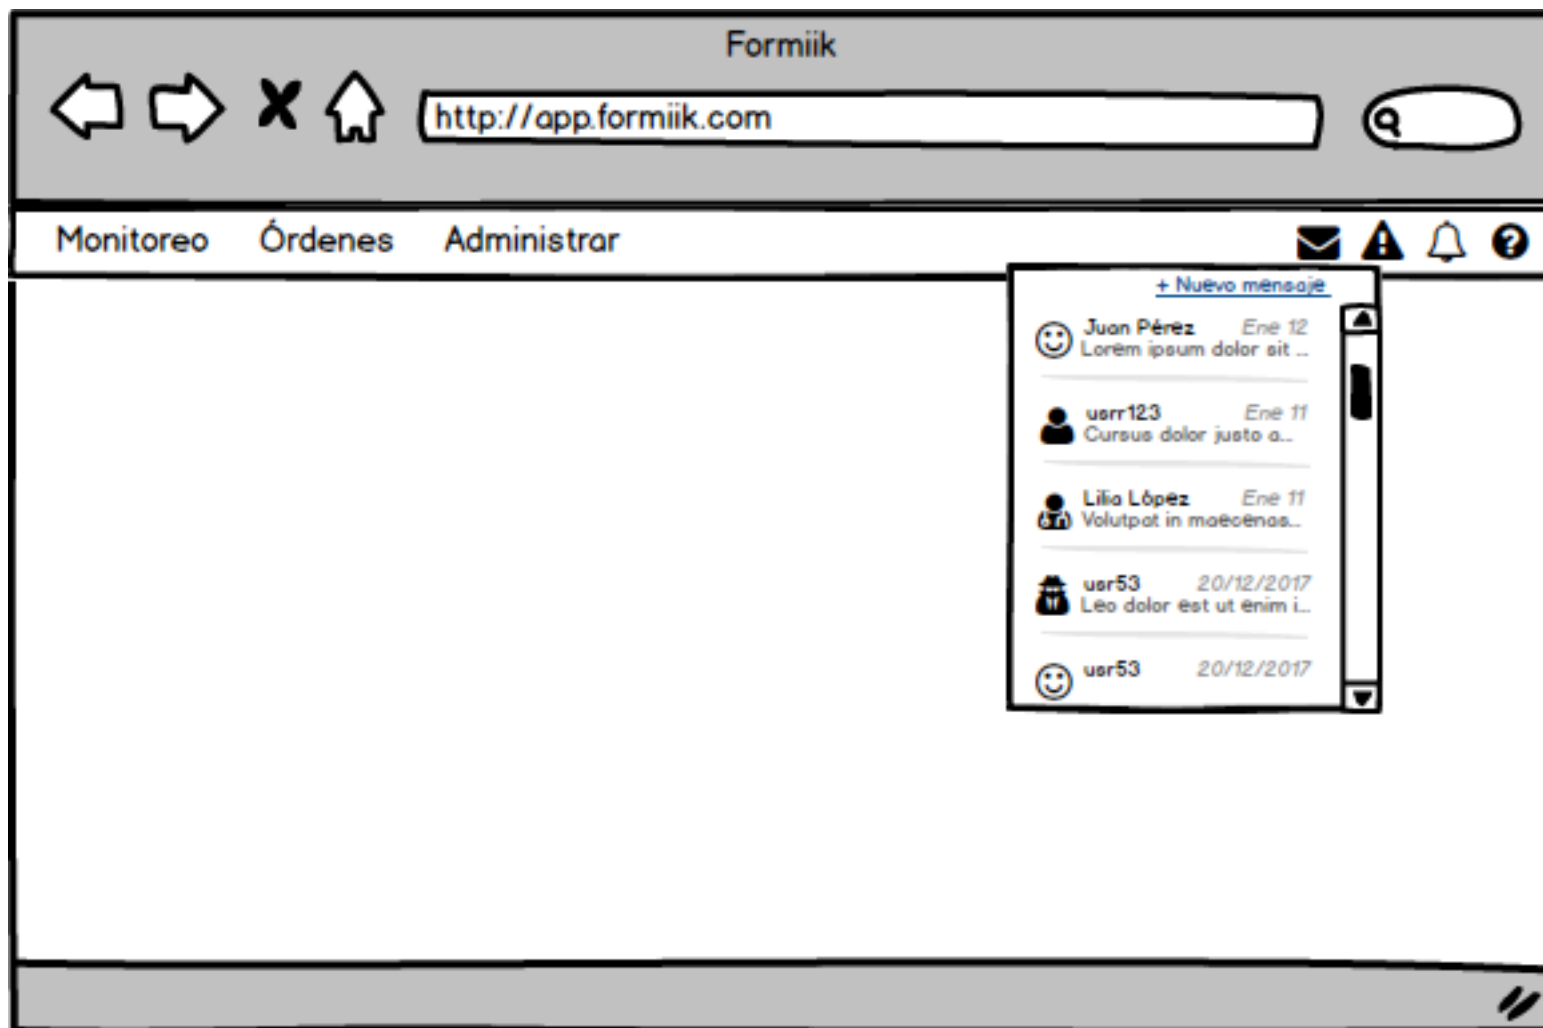 Formiik
http://app.formiik.com
Monitoreo Órdenes Administrar
+ Nuevo mensaje
Juan Pérez Ene 12
Lorem ipsum dolor sit ...
usrr123 Ene 11
Cursus dolor justo a...
Lilia López Ene 11
Volutpat in maecenas...
usr53 20/12/2017
Leo dolor est ut enim i...
usr53 20/12/2017